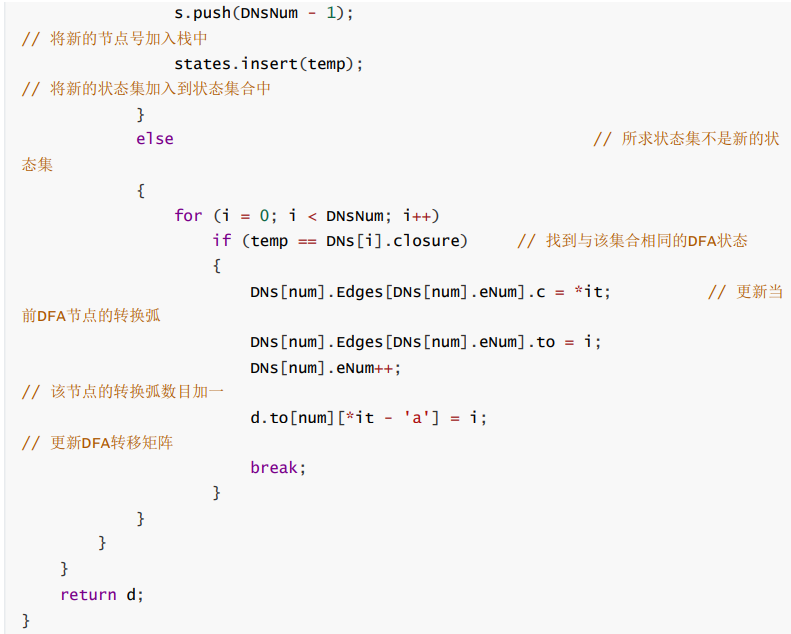 s.push(DNsNum - 1);
// 将新的节点号加入栈中
states.insert(temp);
// 将新的状态集加入到状态集合中
}
else // 所求状态集不是新的状
态集
{
for (i = 0; i < DNsNum; i++)
if (temp == DNs[i].closure) // 找到与该集合相同的DFA状态
{
DNs[num].Edges[DNs[num].eNum].c = *it; // 更新当
前DFA节点的转换弧
DNs[num].Edges[DNs[num].eNum].to = i;
DNs[num].eNum++;
// 该节点的转换弧数目加一
d.to[num][*it - 'a'] = i;
// 更新DFA转移矩阵
break;
}
}
}
}
return d;
}